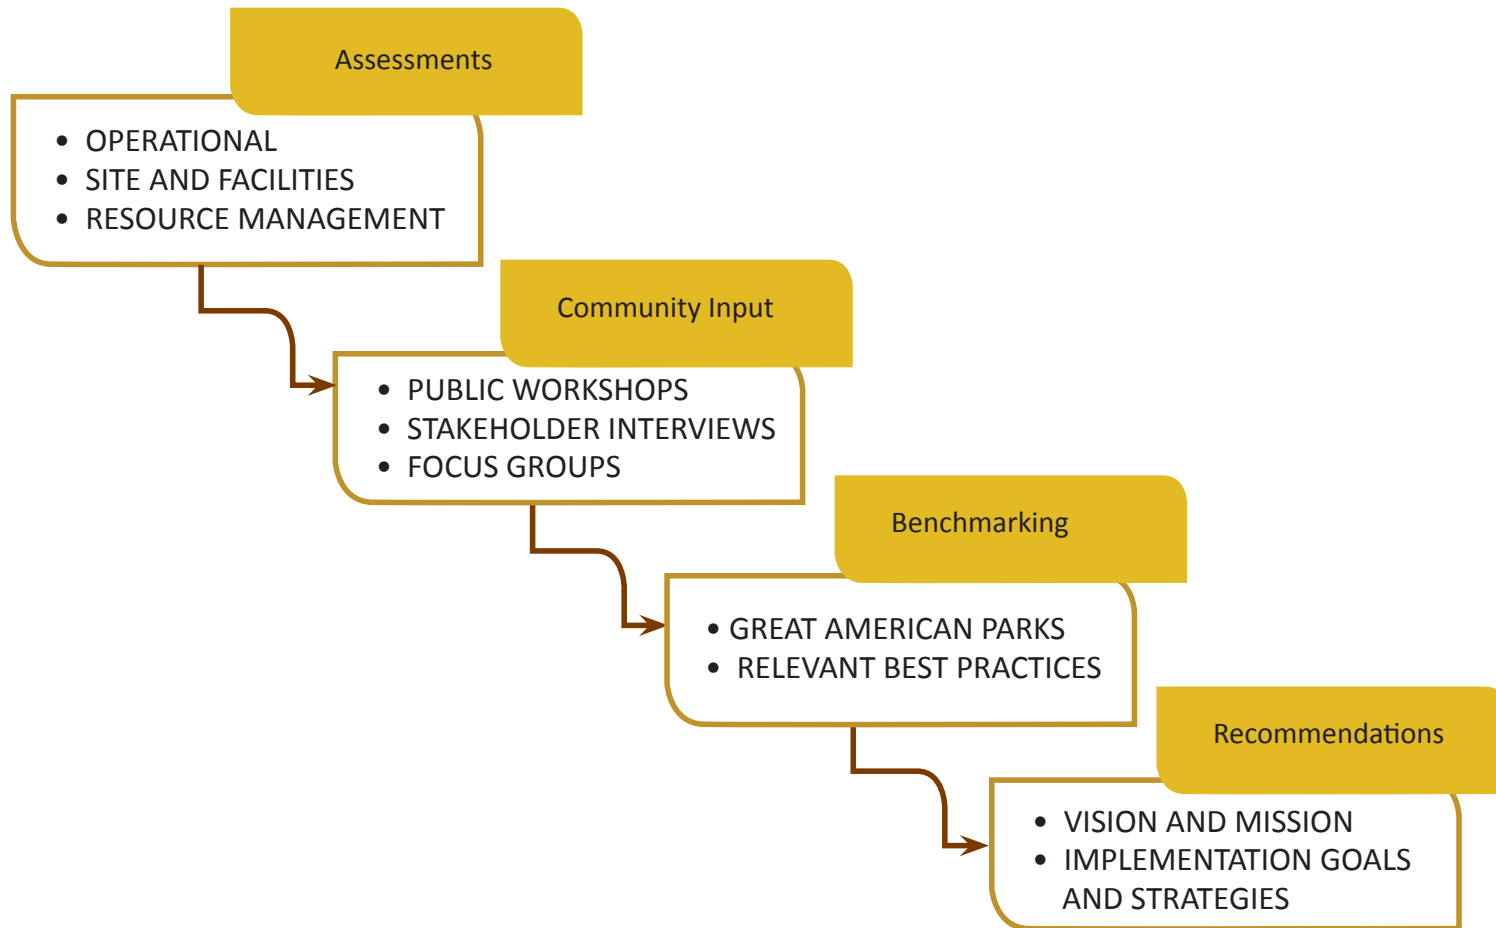 Assessments
• OPERATIONAL
• SITE AND FACILITIES
• RESOURCE MANAGEMENT
Community Input
• PUBLIC WORKSHOPS
• STAKEHOLDER INTERVIEWS
• FOCUS GROUPS
Benchmarking
• GREAT AMERICAN PARKS
• RELEVANT BEST PRACTICES
Recommendations
• VISION AND MISSION
• IMPLEMENTATION GOALS
AND STRATEGIES